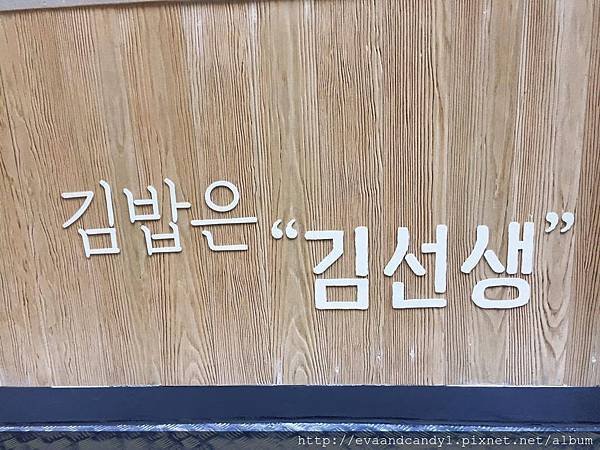 김밥은 “김선생”
http://evaandcandy1.pixnet.net/album